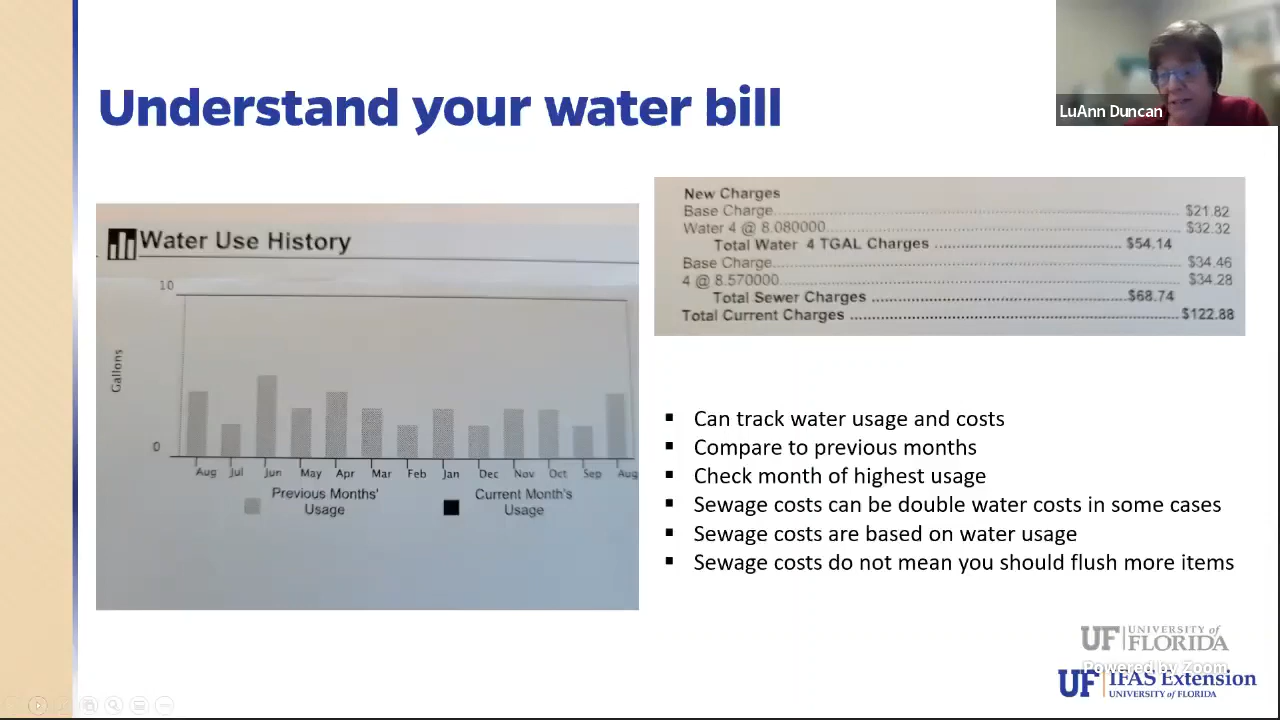 Understand your water bill
LuAnn Duncan
Water Use History
10
Gallons
0
Aug Jul Jun May Apr Mar Feb Jan Dec Nov Oct Sep Aug
Previous Months' Usage
Current Month's Usage
New Charges
Base Charge $21.82
Water 4 @ 8.080000 $32.32
Total Water 4 TGAL Charges $54.14
Base Charge $34.46
4 @ 8.570000 $34.28
Total Sewer Charges $68.74
Total Current Charges $122.88
Can track water usage and costs
Compare to previous months
Check month of highest usage
Sewage costs can be double water costs in some cases
Sewage costs are based on water usage
Sewage costs do not mean you should flush more items
UF UNIVERSITY of FLORIDA
Powered by Zoom
UF IFAS Extension
UNIVERSITY of FLORIDA